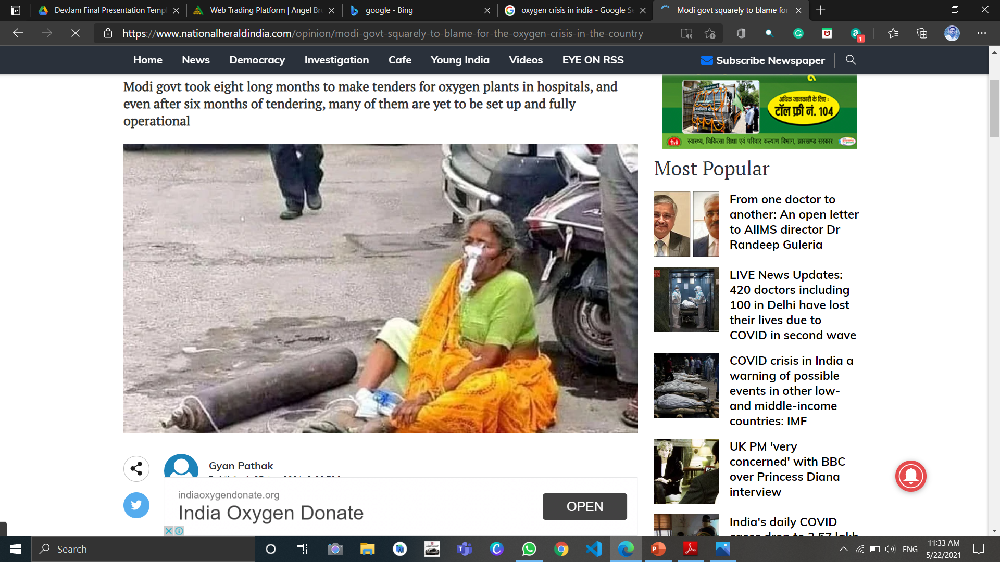 DevJam Final Presentation Templ
Web Trading Platform | Angel Br
google - Bing
oxygen crisis in india - Google Se
Modi govt squarely to blame for
https://www.nationalheraldindia.com/opinion/modi-govt-squarely-to-blame-for-the-oxygen-crisis-in-the-country
1
Home
News
Democracy
Investigation
Cafe
Young India
Videos
EYE ON RSS
Subscribe Newspaper
Modi govt took eight long months to make tenders for oxygen plants in hospitals, and
even after six months of tendering, many of them are yet to be set up and fully
operational
अधिक जानकारी के लिए :
टॉल फ्री नं. 104
स्वास्थ्य, चिकित्सा शिक्षा एवं परिवार कल्याण विभाग, झारखण्ड सरकार
Most Popular
From one doctor to
another: An open letter
to AIIMS director Dr
Randeep Guleria
LIVE News Updates:
420 doctors including
100 in Delhi have lost
their lives due to
COVID in second wave
COVID crisis in India a
warning of possible
events in other low-
and middle-income
countries: IMF
UK PM 'very
concerned' with BBC
over Princess Diana
interview
India's daily COVID
Gyan Pathak
indiaoxygendonate.org
India Oxygen Donate
OPEN
Search
ENG
11:33 AM
5/22/2021